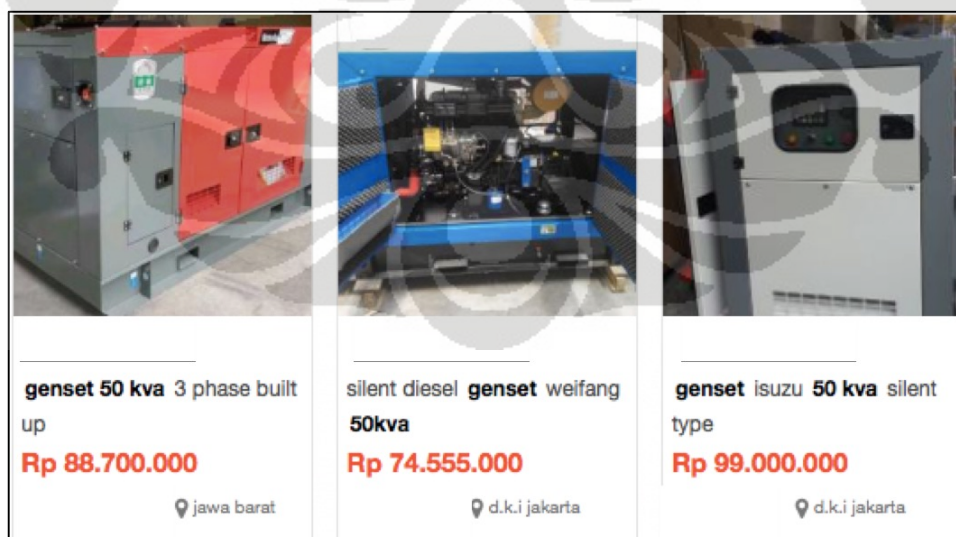 genset 50 kva 3 phase built
up
Rp 88.700.000
jawa barat
silent diesel genset weifang
50kva
Rp 74.555.000
d.k.i jakarta
genset isuzu 50 kva silent
type
Rp 99.000.000
d.k.i jakarta